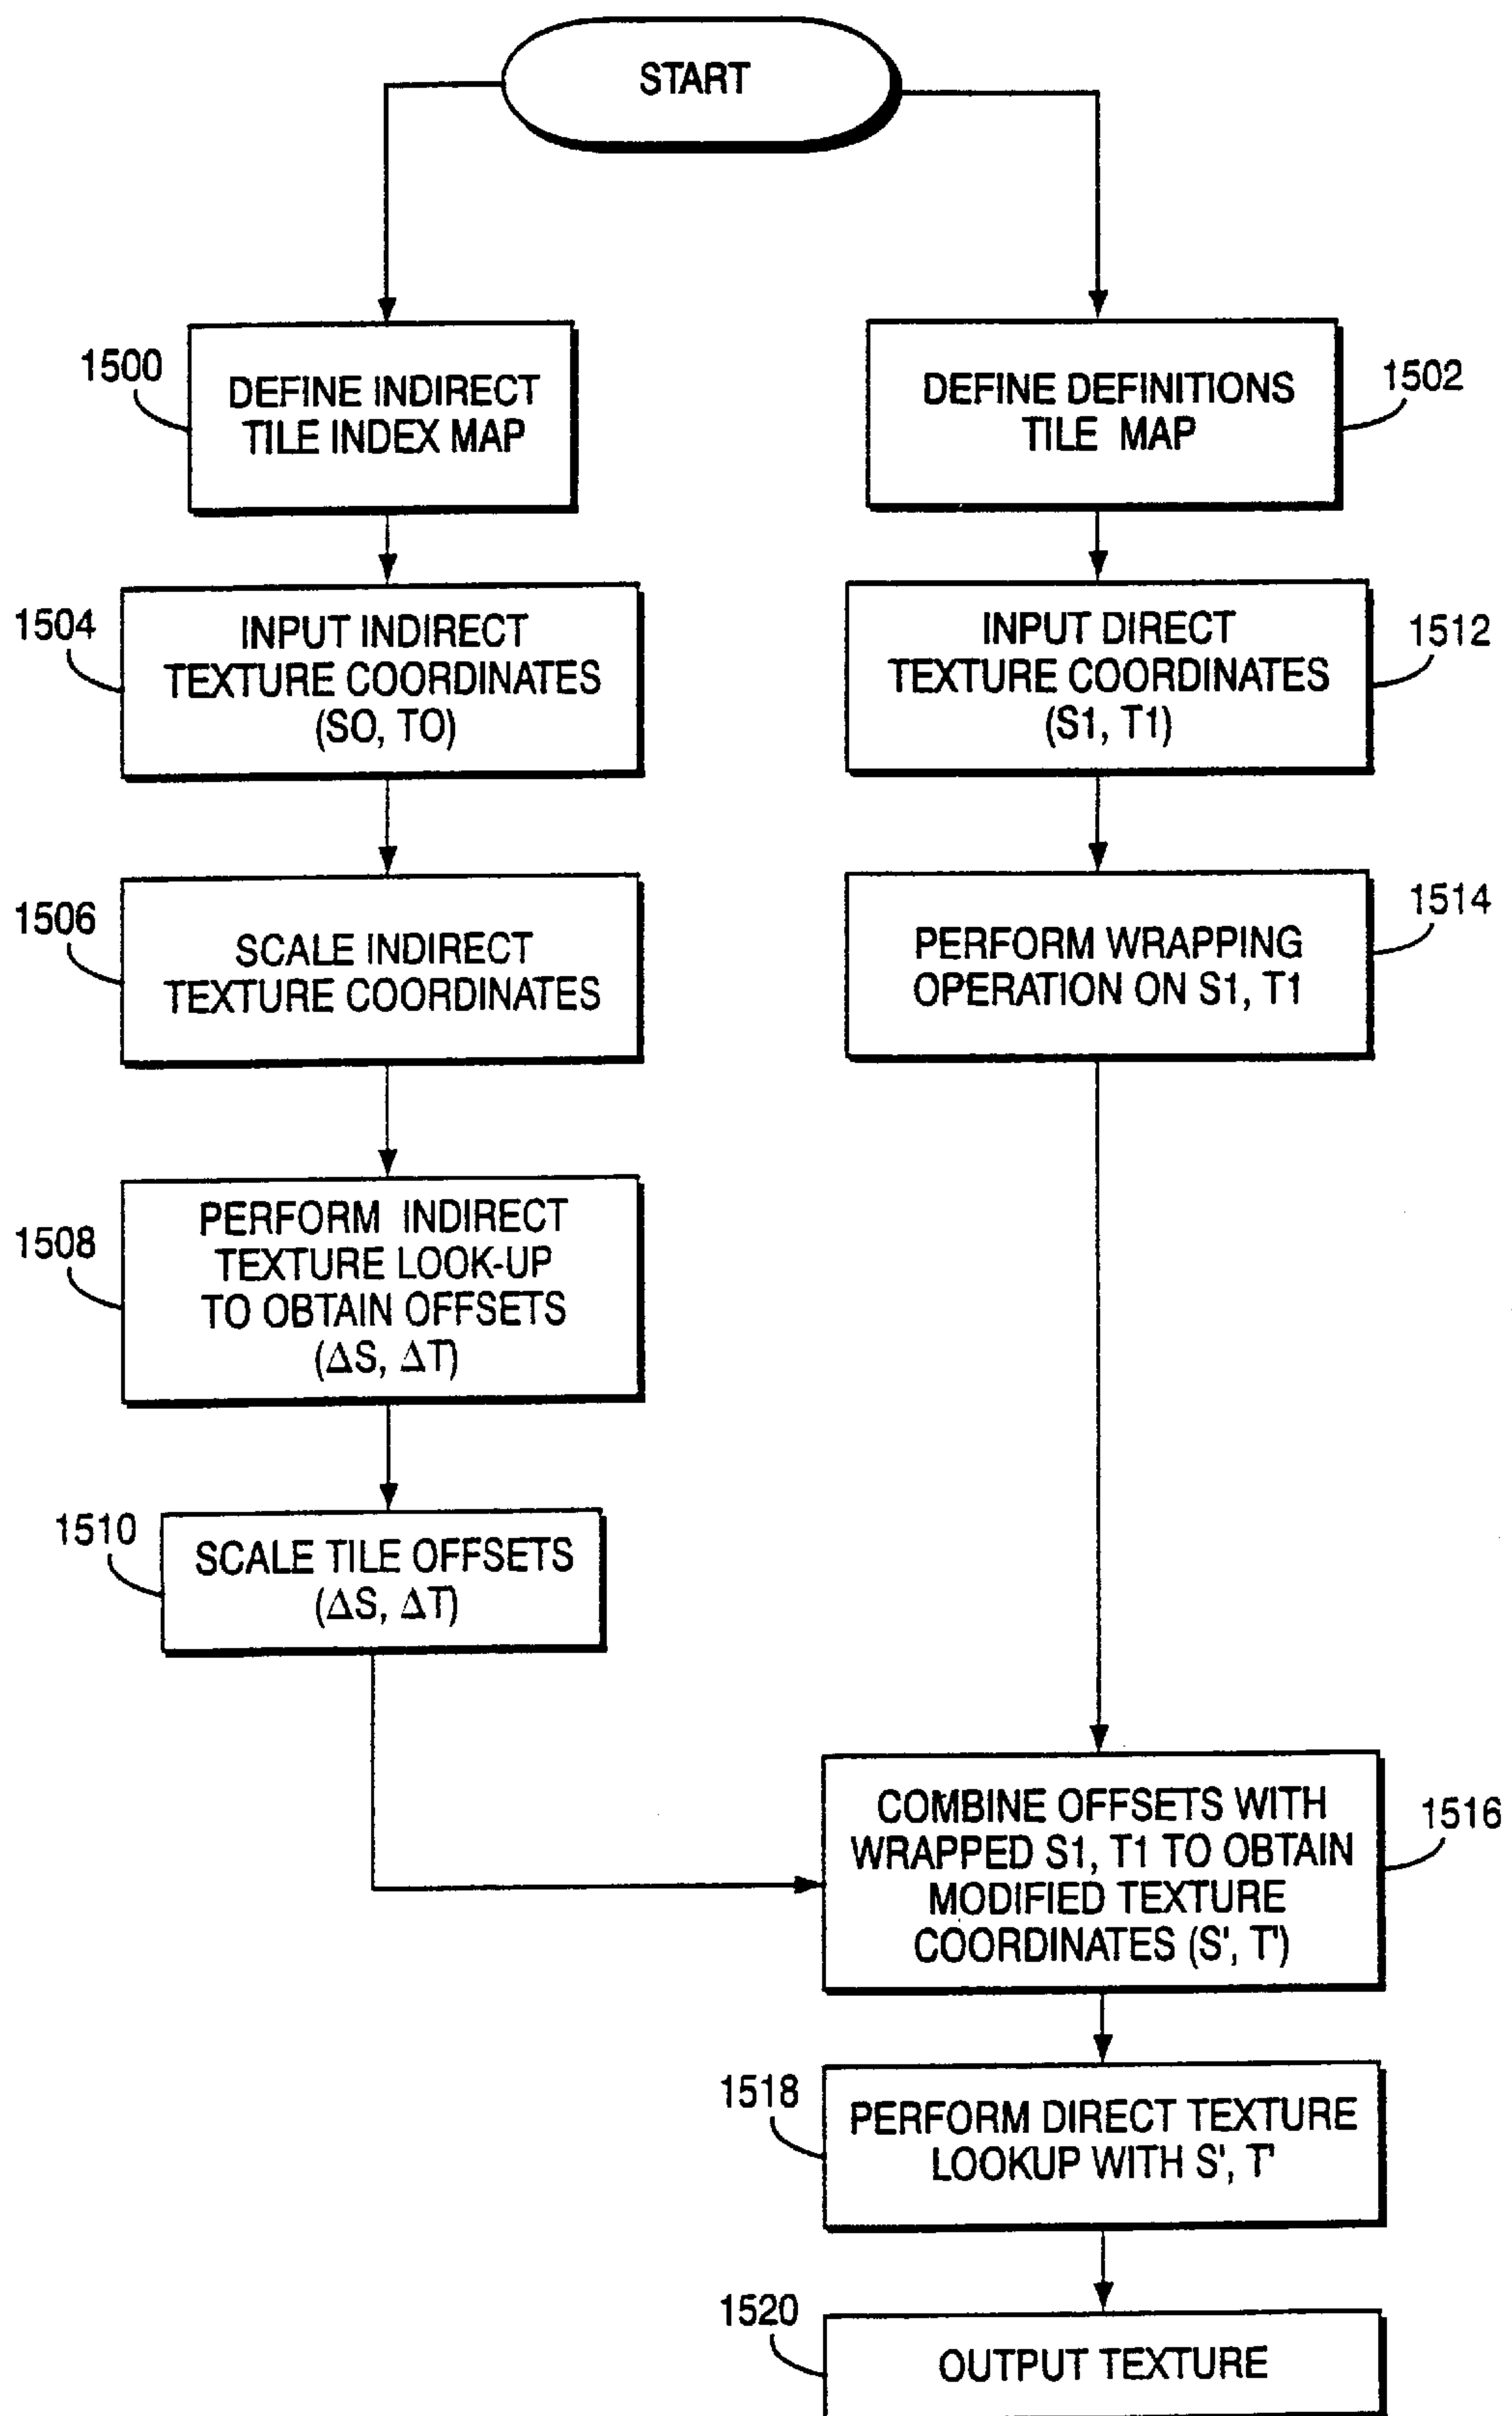 START
1500
DEFINE INDIRECT
TILE INDEX MAP
DEFINE DEFINITIONS
TILE MAP
1502
1504
INPUT INDIRECT
TEXTURE COORDINATES
(SO, TO)
INPUT DIRECT
TEXTURE COORDINATES
(S1, T1)
1512
1506
SCALE INDIRECT
TEXTURE COORDINATES
PERFORM WRAPPING
OPERATION ON S1, T1
1514
1508
PERFORM INDIRECT
TEXTURE LOOK-UP
TO OBTAIN OFFSETS
(ΔS, ΔT)
1510
SCALE TILE OFFSETS
(ΔS, ΔT)
COMBINE OFFSETS WITH
WRAPPED S1, T1 TO OBTAIN
MODIFIED TEXTURE
COORDINATES (S', T')
1516
1518
PERFORM DIRECT TEXTURE
LOOKUP WITH S', T'
1520
OUTPUT TEXTURE